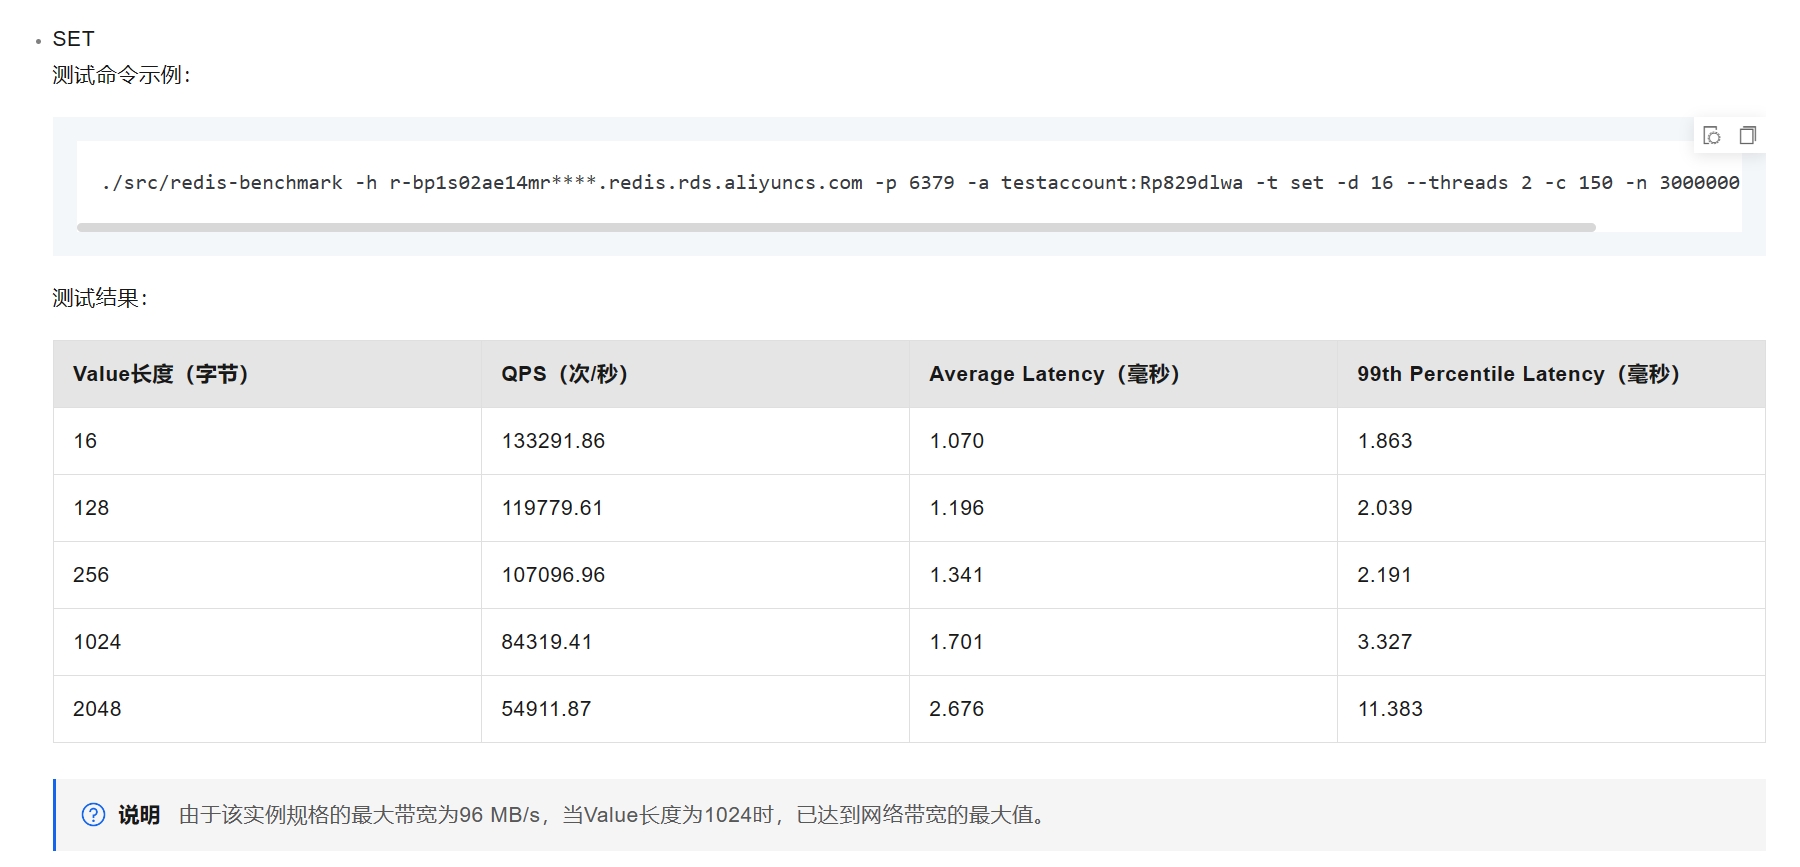 SET
测试命令示例：
./src/redis-benchmark -h r-bp1s02ae14mr****.redis.rds.aliyuncs.com -p 6379 -a testaccount:Rp829dlwa -t set -d 16 --threads 2 -c 150 -n 3000000
测试结果：
Value长度（字节） QPS（次/秒） Average Latency（毫秒） 99th Percentile Latency（毫秒）
16 133291.86 1.070 1.863
128 119779.61 1.196 2.039
256 107096.96 1.341 2.191
1024 84319.41 1.701 3.327
2048 54911.87 2.676 11.383
说明 由于该实例规格的最大带宽为96 MB/s，当Value长度为1024时，已达到网络带宽的最大值。